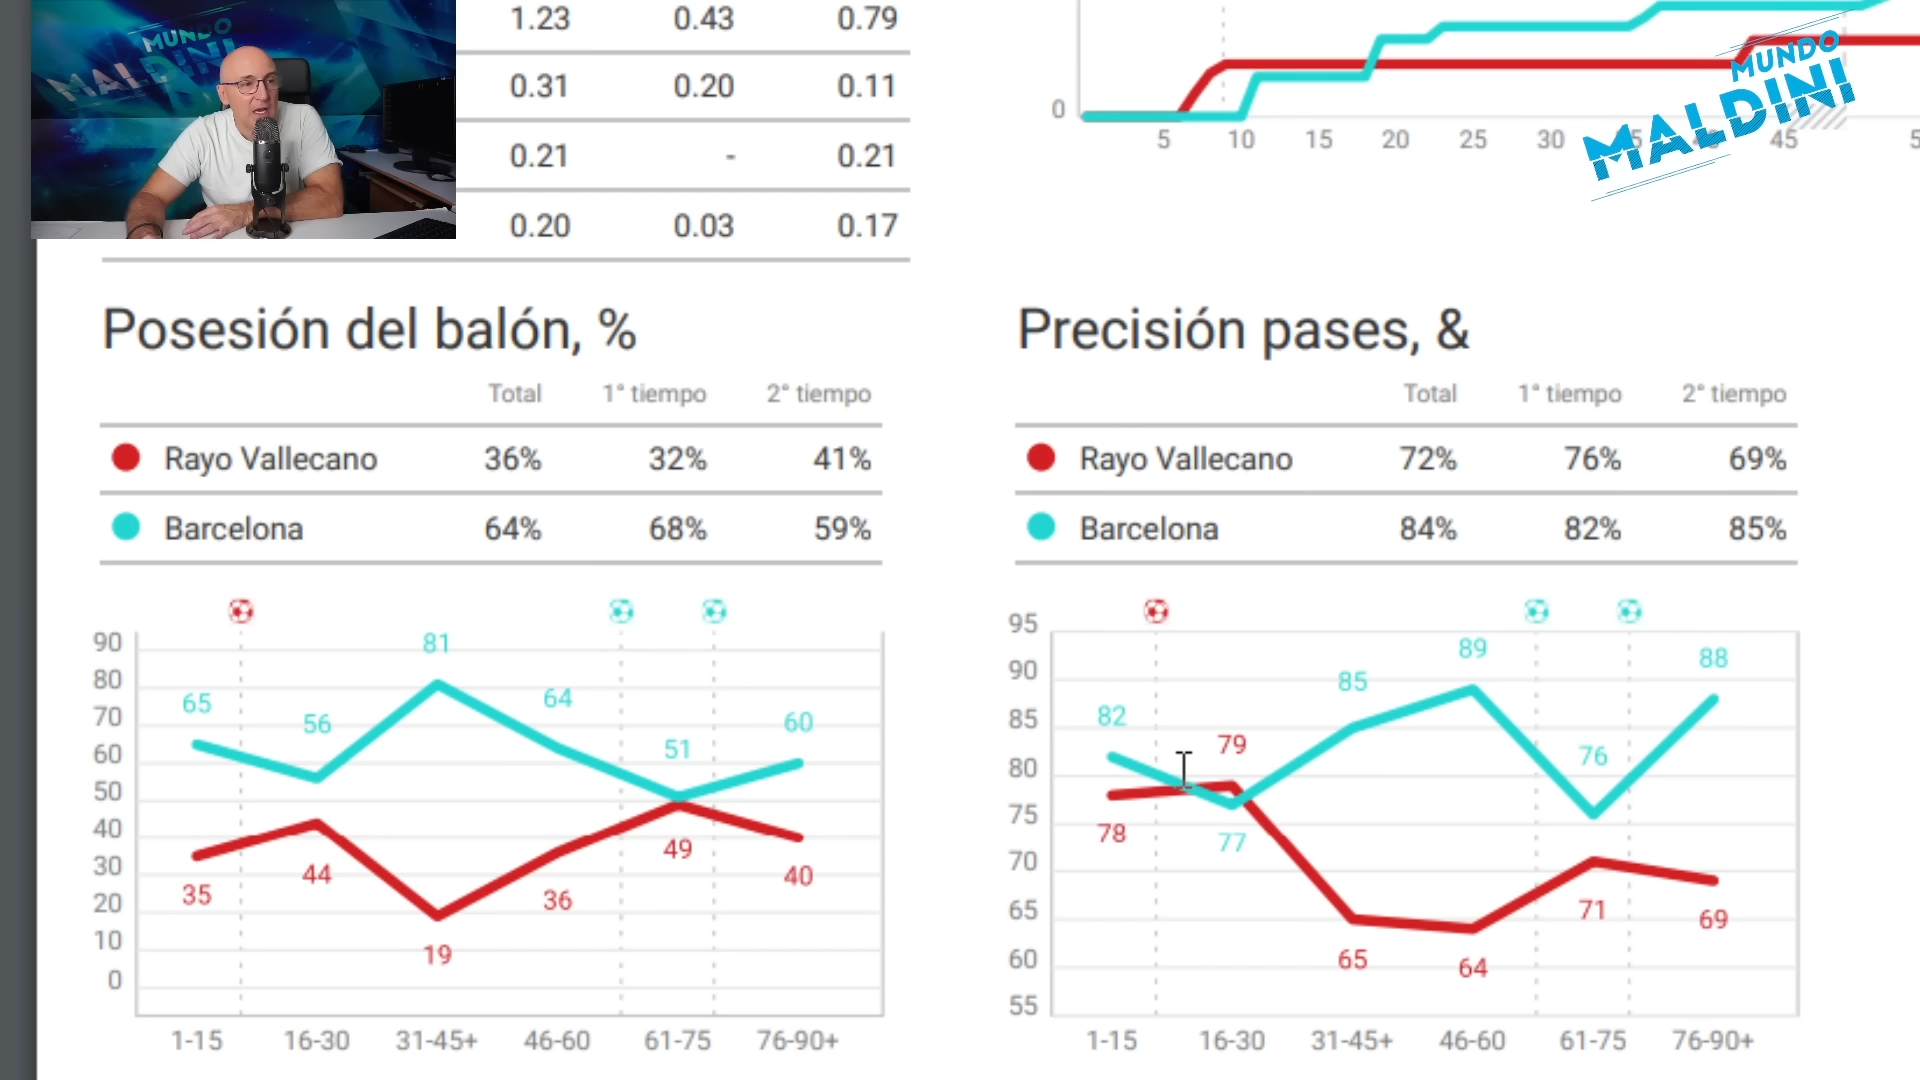 MUNDO
MALDINI
1.23 0.43 0.79
0.31 0.20 0.11
0.21 - 0.21
0.20 0.03 0.17
0
5 10 15 20 25 30 45
MUNDO
MALDINI
Posesión del balón, %
Total 1° tiempo 2° tiempo
Rayo Vallecano 36% 32% 41%
Barcelona 64% 68% 59%
90
80
70
60
50
40
30
20
10
0
65 56 81 64 51 60
35 44 19 36 49 40
1-15 16-30 31-45+ 46-60 61-75 76-90+
Precisión pases, &
Total 1° tiempo 2° tiempo
Rayo Vallecano 72% 76% 69%
Barcelona 84% 82% 85%
95
90
85
80
75
70
65
60
55
82 77 85 89 76 88
78 79 65 64 71 69
1-15 16-30 31-45+ 46-60 61-75 76-90+